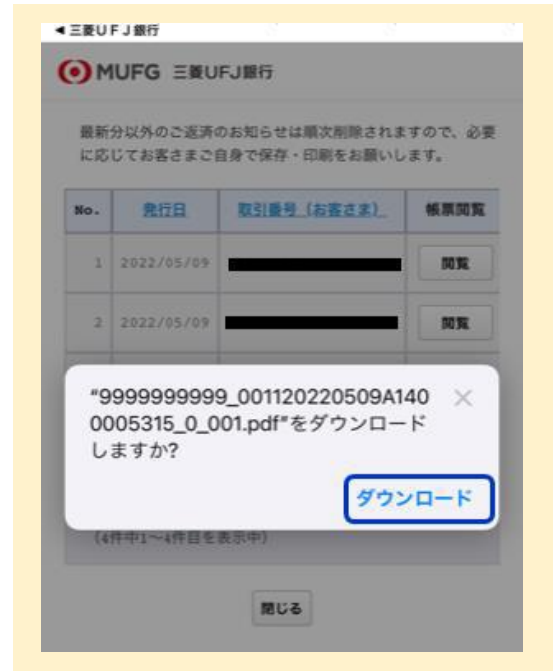 ◀三菱UFJ銀行
MUFG 三菱UFJ銀行
最新分以外のご返済のお知らせは順次削除されますので、必要
に応じてお客さまご自身で保存・印刷をお願いします。
No. 発行日 取引番号（お客さま） 帳票閲覧
1 2022/05/09 閲覧
2 2022/05/09 閲覧
"9999999999_001120220509A140
0005315_0_001.pdf"をダウンロード
しますか?
ダウンロード
(4件中1〜4件目を表示中)
閉じる